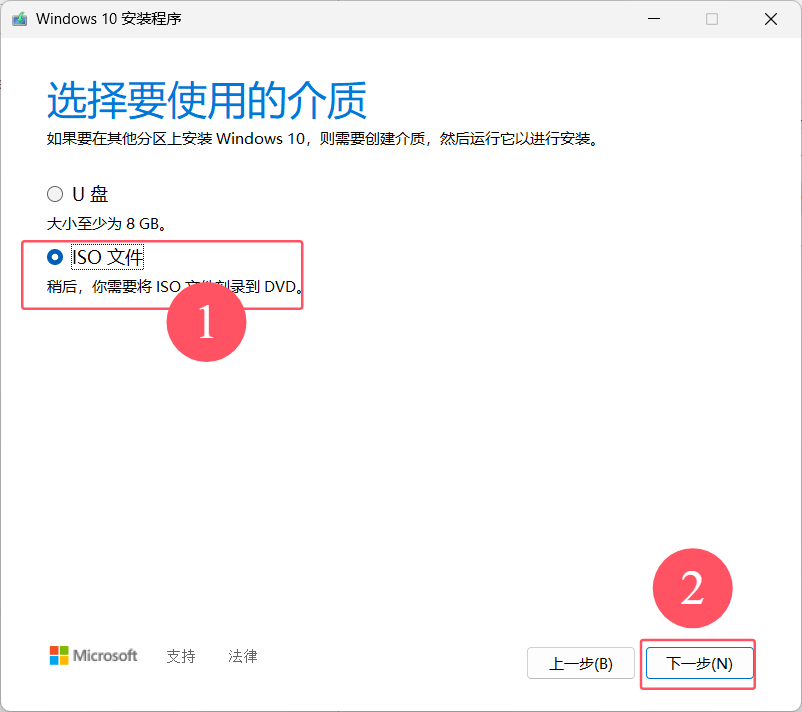 Windows 10 安装程序
选择要使用的介质
如果要在其他分区上安装 Windows 10，则需要创建介质，然后运行它以进行安装。
U 盘
大小至少为 8 GB。
ISO 文件
稍后，你需要将 ISO 文件刻录到 DVD。
1
2
Microsoft 支持 法律 上一步(B) 下一步(N)